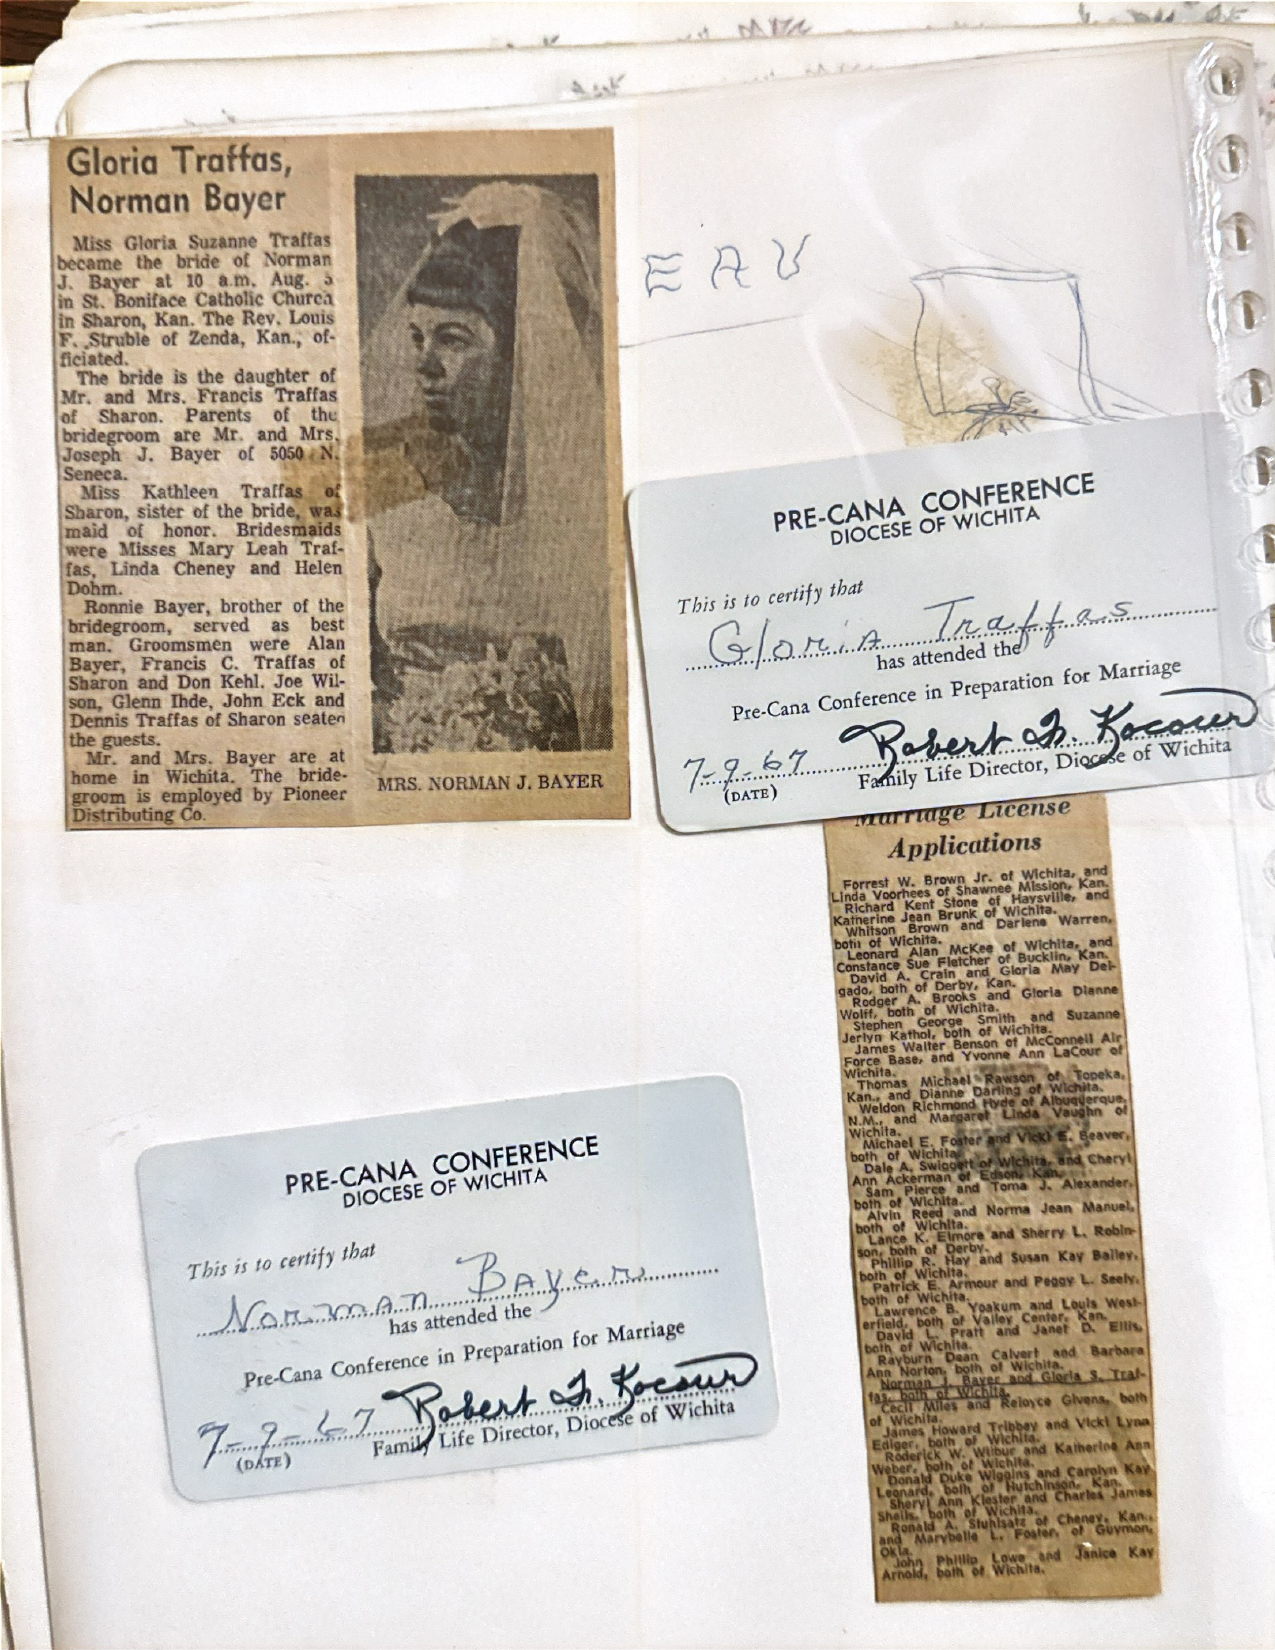 Gloria Traffas,
Norman Bayer
Miss Gloria Suzanne Traffas
became the bride of Norman
J. Bayer at 10 a.m. Aug. 5
in St. Boniface Catholic Church
in Sharon, Kan. The Rev. Louis
F. Struble of Zenda, Kan., of-
ficiated.
The bride is the daughter of
Mr. and Mrs. Francis Traffas
of Sharon. Parents of the
bridegroom are Mr. and Mrs.
Joseph J. Bayer of 5050 N.
Seneca.
Miss Kathleen Traffas of
Sharon, sister of the bride, was
maid of honor. Bridesmaids
were Misses Mary Leah Traf-
fas, Linda Cheney and Helen
Dohm.
Ronnie Bayer, brother of the
bridegroom, served as best
man. Groomsmen were Alan
Bayer, Francis C. Traffas of
Sharon and Don Kehl. Joe Wil-
son, Glenn Ihde, John Eck and
Dennis Traffas of Sharon seated
the guests.
Mr. and Mrs. Bayer are at
home in Wichita. The bride-
groom is employed by Pioneer
Distributing Co.
MRS. NORMAN J. BAYER
EAU
PRE-CANA CONFERENCE
DIOCESE OF WICHITA
This is to certify that
Gloria Traffas
has attended the
Pre-Cana Conference in Preparation for Marriage
7-9-67 Robert H. Kocour
(DATE) Family Life Director, Diocese of Wichita
Marriage License
Applications
Forrest W. Brown Jr. of Wichita, and
Linda Voorhees of Shawnee Mission, Kan.
Richard Kent Stone of Haysville, and
Katherine Jean Brunk of Wichita.
Whitson Brown and Darlene Warren,
both of Wichita.
Leonard Alan McKee of Wichita, and
Constance Sue Fletcher of Bucklin, Kan.
David A. Crain and Gloria May Del-
gado, both of Derby, Kan.
Rodger A. Brooks and Gloria Dianne
Wolff, both of Wichita.
Stephen George Smith and Suzanne
Jerlyn Kathol, both of Wichita.
James Walter Benson of McConnell Air
Force Base, and Yvonne Ann LaCour of
Wichita.
Thomas Michael Rawson of Topeka,
Kan., and Dianne Darling of Wichita.
Weldon Richmond Hyde of Albuquerque,
N.M., and Margaret Linda Vaughn of
Wichita.
Michael E. Foster and Vicki E. Beaver,
both of Wichita.
Dale A. Swiggett of Wichita, and Cheryl
Ann Ackerman of Edson, Kan.
Sam Pierce and Toma J. Alexander,
both of Wichita.
Alvin Reed and Norma Jean Manuel,
both of Wichita.
Lance K. Elmore and Sherry L. Robin-
son, both of Derby.
Phillip R. Hay and Susan Kay Bailey,
both of Wichita.
Patrick E. Armour and Peggy L. Seely,
both of Wichita.
Lawrence B. Yoakum and Louis West-
erfield, both of Valley Center, Kan.
David L. Pratt and Janet D. Ellis,
both of Wichita.
Rayburn Dean Calvert and Barbara
Ann Norton, both of Wichita.
Norman J. Bayer and Gloria S. Traf-
fas, both of Wichita.
Cecil Miles and Reloyce Givens, both
of Wichita.
James Howard Tribbey and Vicki Lynn
Ediger, both of Wichita.
Roderick W. Wilbur and Katherine Ann
Weber, both of Wichita.
Donald Duke Wiggins and Carolyn Kay
Leonard, both of Hutchinson, Kan.
Sheryl Ann Klester and Charles James
Sheils, both of Wichita.
Ronald A. Stuhlsatz of Cheney, Kan.,
and Marybelle L. Foster, of Guymon,
Okla.
John Phillip Lowe and Janice Kay
Arnold, both of Wichita.
PRE-CANA CONFERENCE
DIOCESE OF WICHITA
This is to certify that
Norman Bayer
has attended the
Pre-Cana Conference in Preparation for Marriage
7-9-67 Robert H. Kocour
(DATE) Family Life Director, Diocese of Wichita